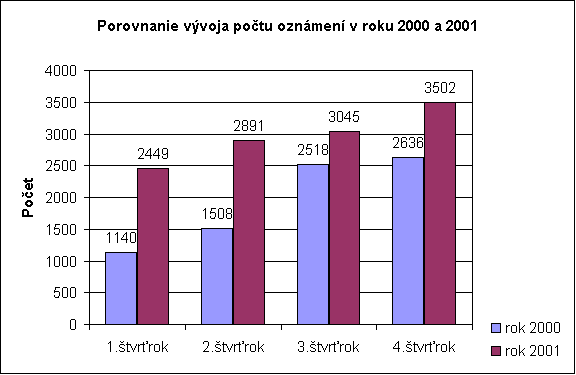 Porovnanie vývoja počtu oznámení v roku 2000 a 2001
Počet
4000
3500
3000
2500
2000
1500
1000
500
0
1140
2449
1508
2891
2518
3045
2636
3502
1.štvrťrok
2.štvrťrok
3.štvrťrok
4.štvrťrok
rok 2000
rok 2001